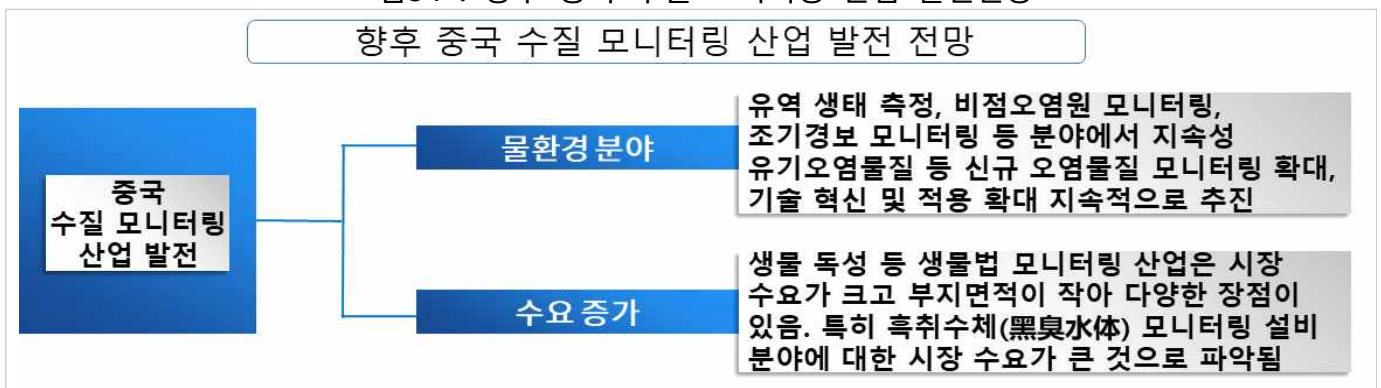 향후 중국 수질 모니터링 산업 발전 전망
중국
수질 모니터링
산업 발전
물환경 분야
유역 생태 측정, 비점오염원 모니터링,
조기경보 모니터링 등 분야에서 지속성
유기오염물질 등 신규 오염물질 모니터링 확대,
기술 혁신 및 적용 확대 지속적으로 추진
수요 증가
생물 독성 등 생물법 모니터링 산업은 시장
수요가 크고 부지면적이 작아 다양한 장점이
있음. 특히 흑취수체(黑臭水体) 모니터링 설비
분야에 대한 시장 수요가 큰 것으로 파악됨